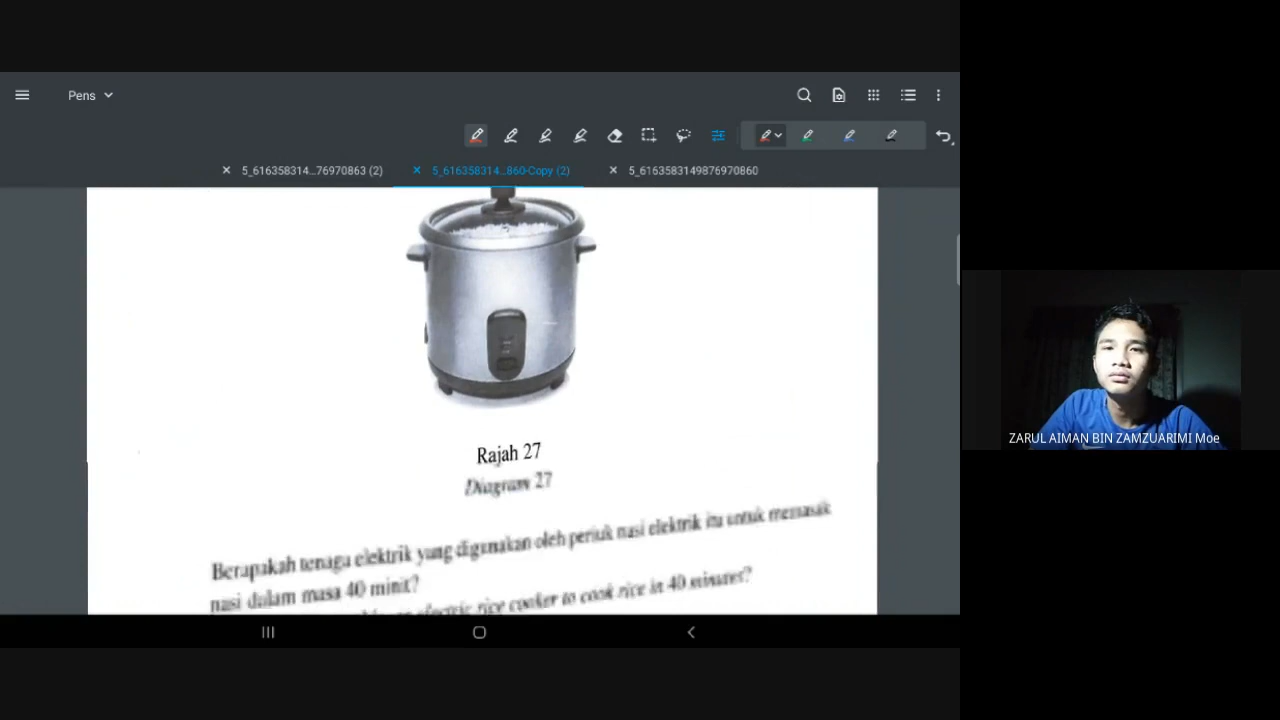 Pens
5_616358314...76970863 (2)
5_616358314...860-Copy (2)
5_6163583149876970860
Rajah 27
Diagram 27
Berapakah tenaga elektrik yang digunakan oleh periuk nasi elektrik itu untuk memasak
nasi dalam masa 40 minit?
electric rice cooker to cook rice in 40 minutes?
ZARUL AIMAN BIN ZAMZUARIMI Moe